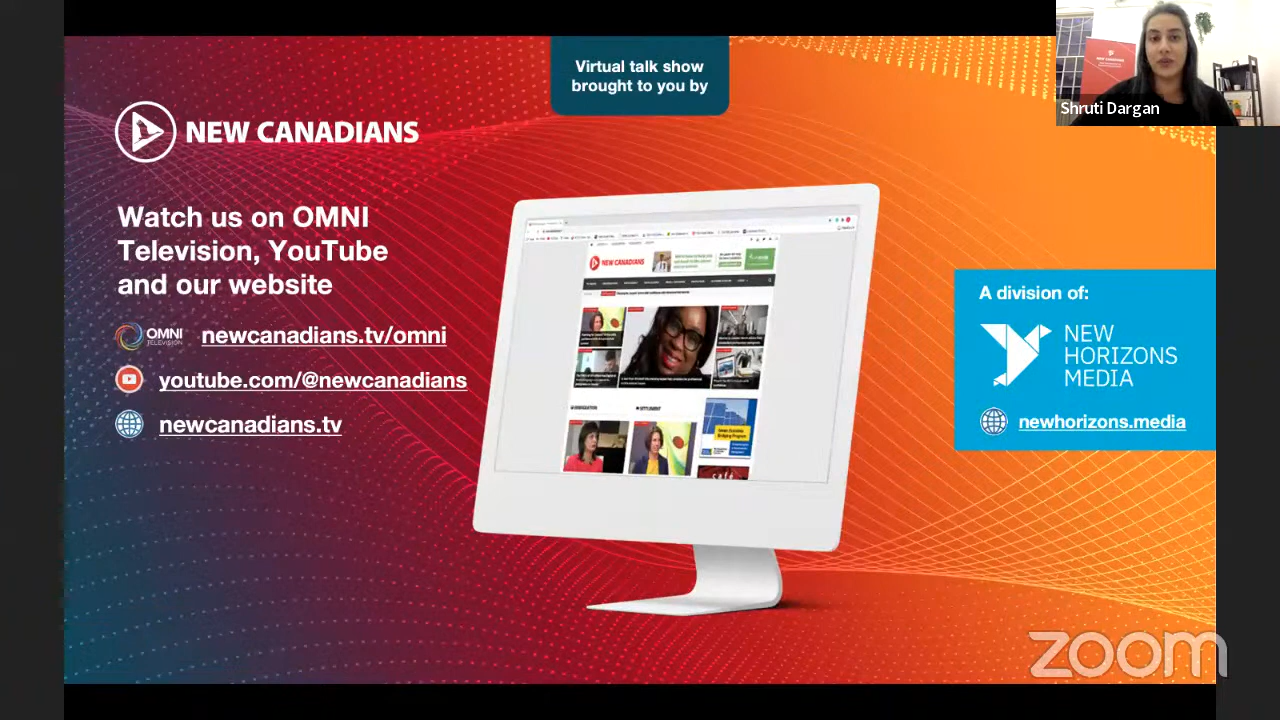 Virtual talk show
brought to you by
Shruti Dargan
NEW CANADIANS
Watch us on OMNI
Television, YouTube
and our website
OMNI
TELEVISION
newcanadians.tv/omni
youtube.com/@newcanadians
newcanadians.tv
NEW CANADIANS
A division of:
NEW
HORIZONS
MEDIA
newhorizons.media
zoom